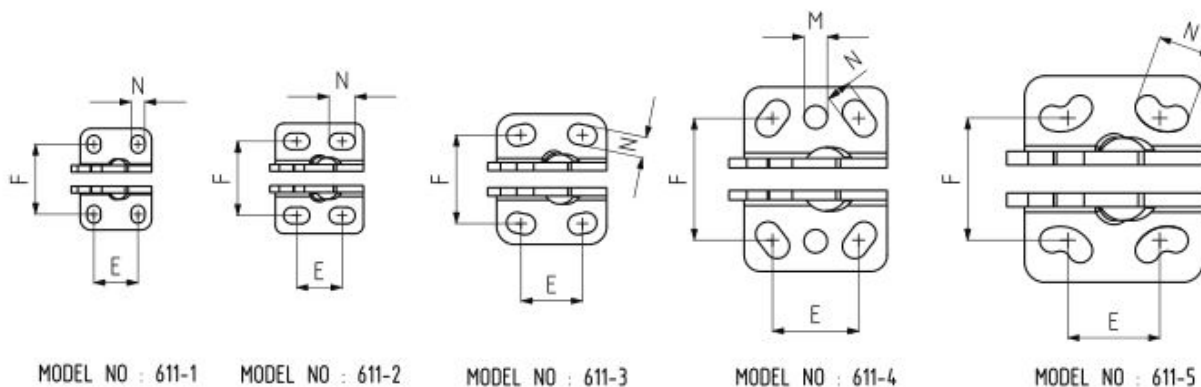 N
F
E
MODEL NO : 611-1
N
F
E
MODEL NO : 611-2
N
F
E
MODEL NO : 611-3
M
N
F
E
MODEL NO : 611-4
N
F
E
MODEL NO : 611-5